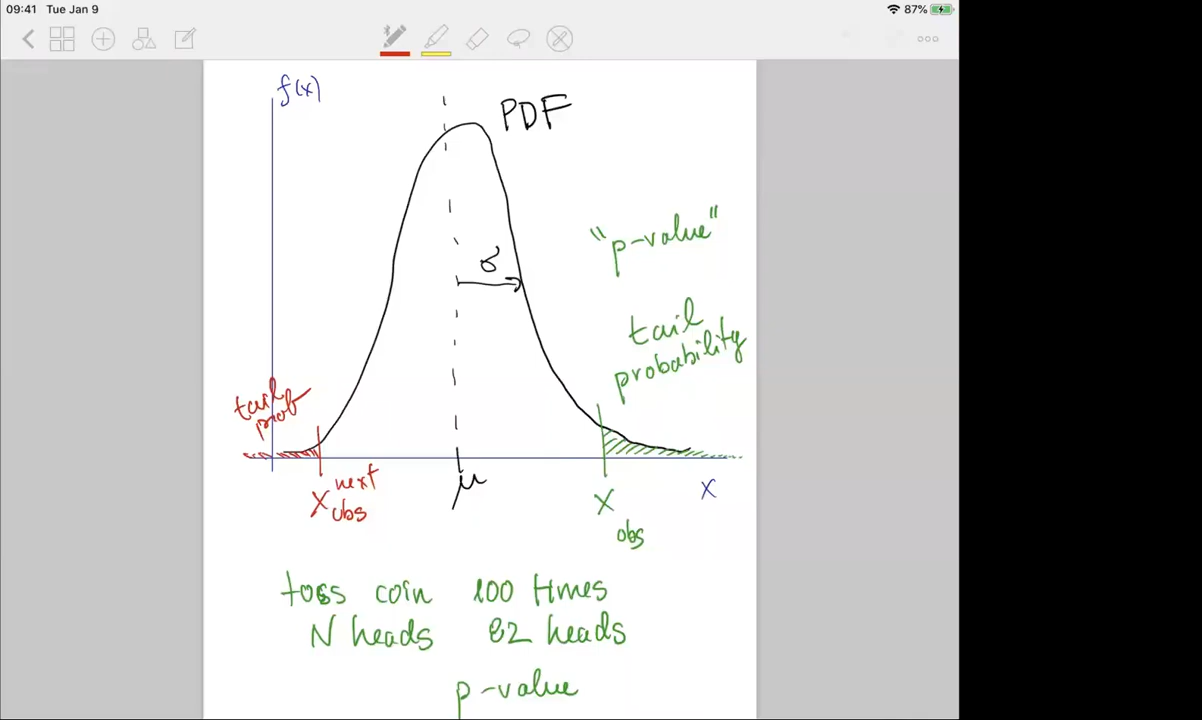 09:41 Tue Jan 9
87%
f(x)
PDF
"p-value"
σ
tail
probability
tail
prob
μ
X next obs
X obs
x
toss coin 100 times
N heads 82 heads
p-value